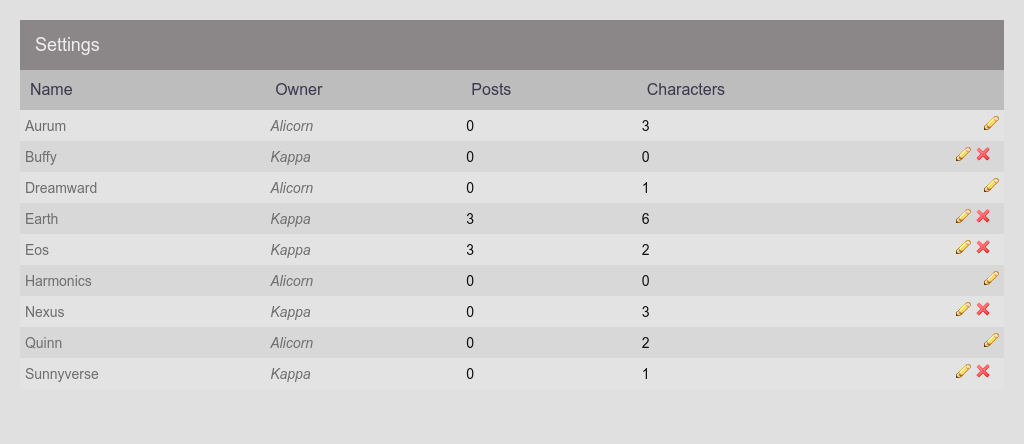 Settings
Name Owner Posts Characters
Aurum Alicorn 0 3
Buffy Kappa 0 0
Dreamward Alicorn 0 1
Earth Kappa 3 6
Eos Kappa 3 2
Harmonics Alicorn 0 0
Nexus Kappa 0 3
Quinn Alicorn 0 2
Sunnyverse Kappa 0 1